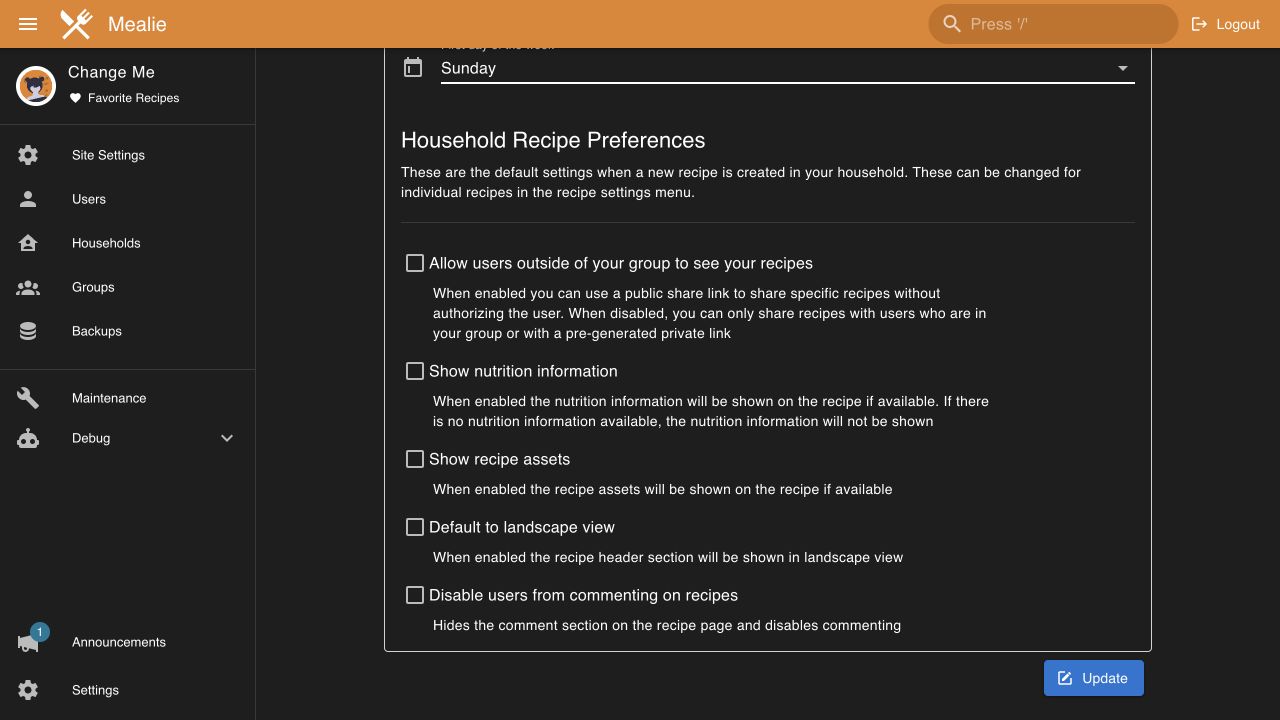 Mealie
Press '/'
Logout
Change Me
Favorite Recipes
Site Settings
Users
Households
Groups
Backups
Maintenance
Debug
1
Announcements
Settings
Sunday
Household Recipe Preferences
These are the default settings when a new recipe is created in your household. These can be changed for
individual recipes in the recipe settings menu.
Allow users outside of your group to see your recipes
When enabled you can use a public share link to share specific recipes without
authorizing the user. When disabled, you can only share recipes with users who are in
your group or with a pre-generated private link
Show nutrition information
When enabled the nutrition information will be shown on the recipe if available. If there
is no nutrition information available, the nutrition information will not be shown
Show recipe assets
When enabled the recipe assets will be shown on the recipe if available
Default to landscape view
When enabled the recipe header section will be shown in landscape view
Disable users from commenting on recipes
Hides the comment section on the recipe page and disables commenting
Update